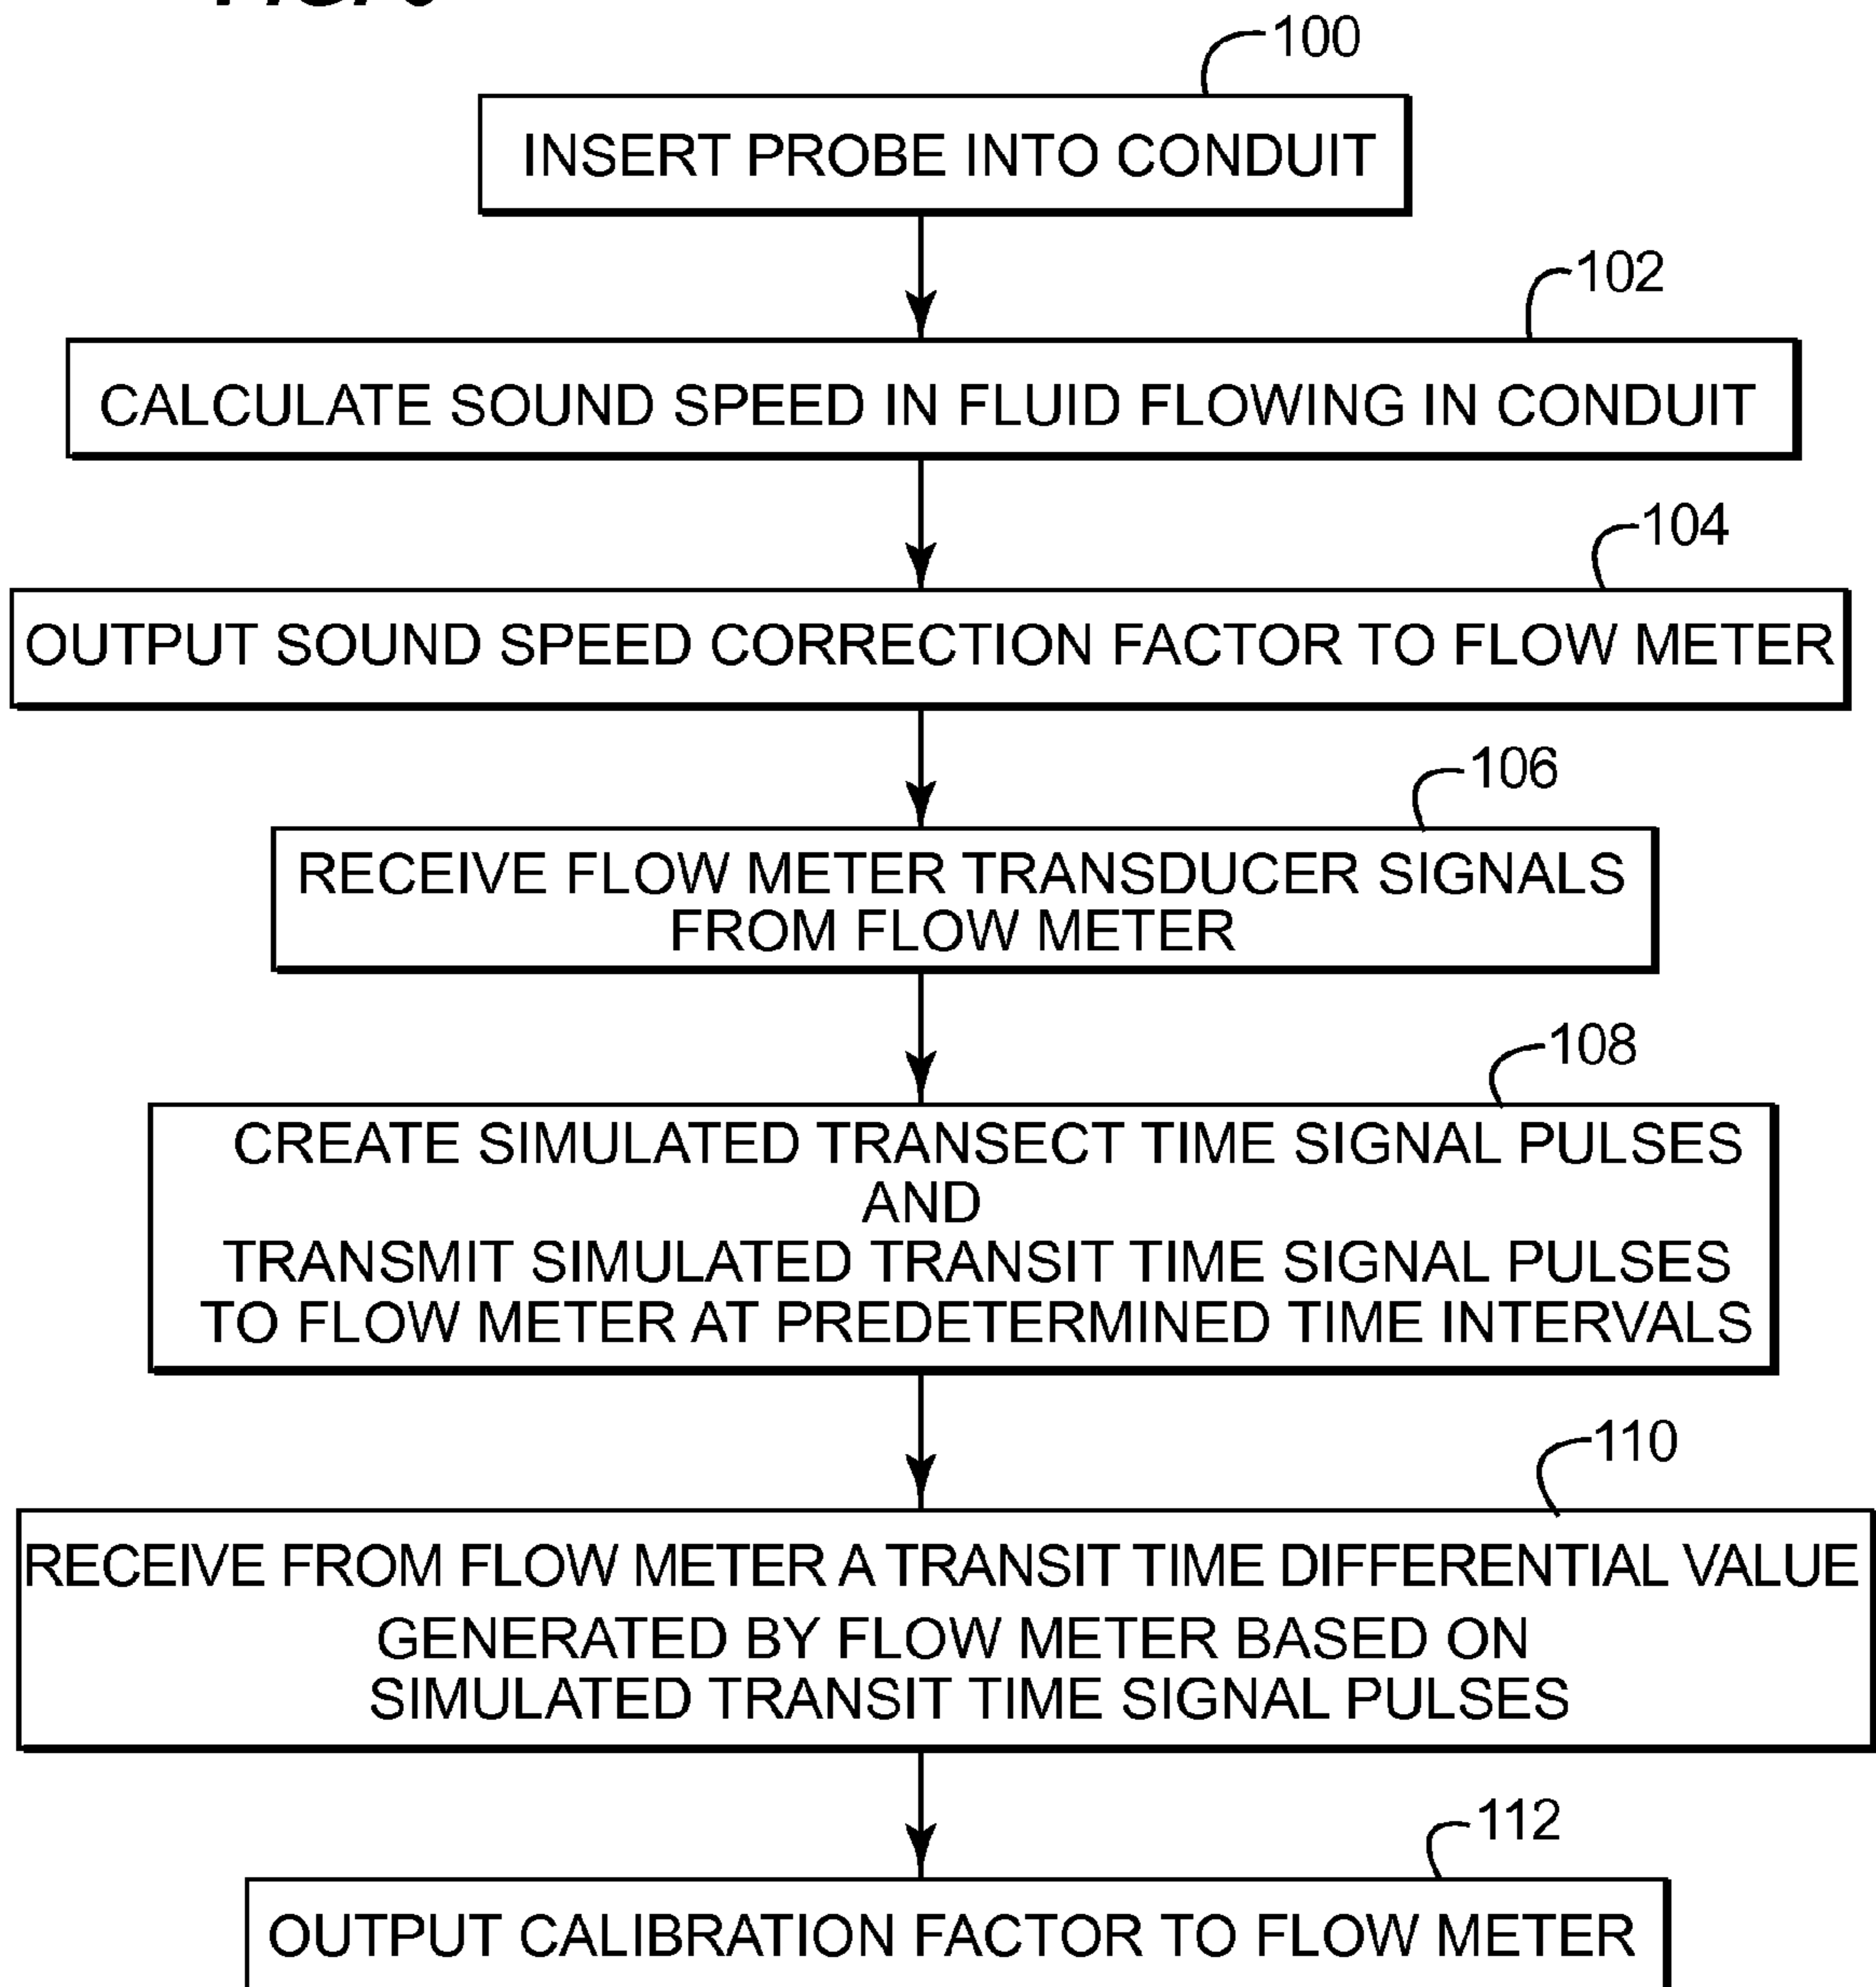 100
INSERT PROBE INTO CONDUIT
102
CALCULATE SOUND SPEED IN FLUID FLOWING IN CONDUIT
104
OUTPUT SOUND SPEED CORRECTION FACTOR TO FLOW METER
106
RECEIVE FLOW METER TRANSDUCER SIGNALS
FROM FLOW METER
108
CREATE SIMULATED TRANSECT TIME SIGNAL PULSES
AND
TRANSMIT SIMULATED TRANSIT TIME SIGNAL PULSES
TO FLOW METER AT PREDETERMINED TIME INTERVALS
110
RECEIVE FROM FLOW METER A TRANSIT TIME DIFFERENTIAL VALUE
GENERATED BY FLOW METER BASED ON
SIMULATED TRANSIT TIME SIGNAL PULSES
112
OUTPUT CALIBRATION FACTOR TO FLOW METER